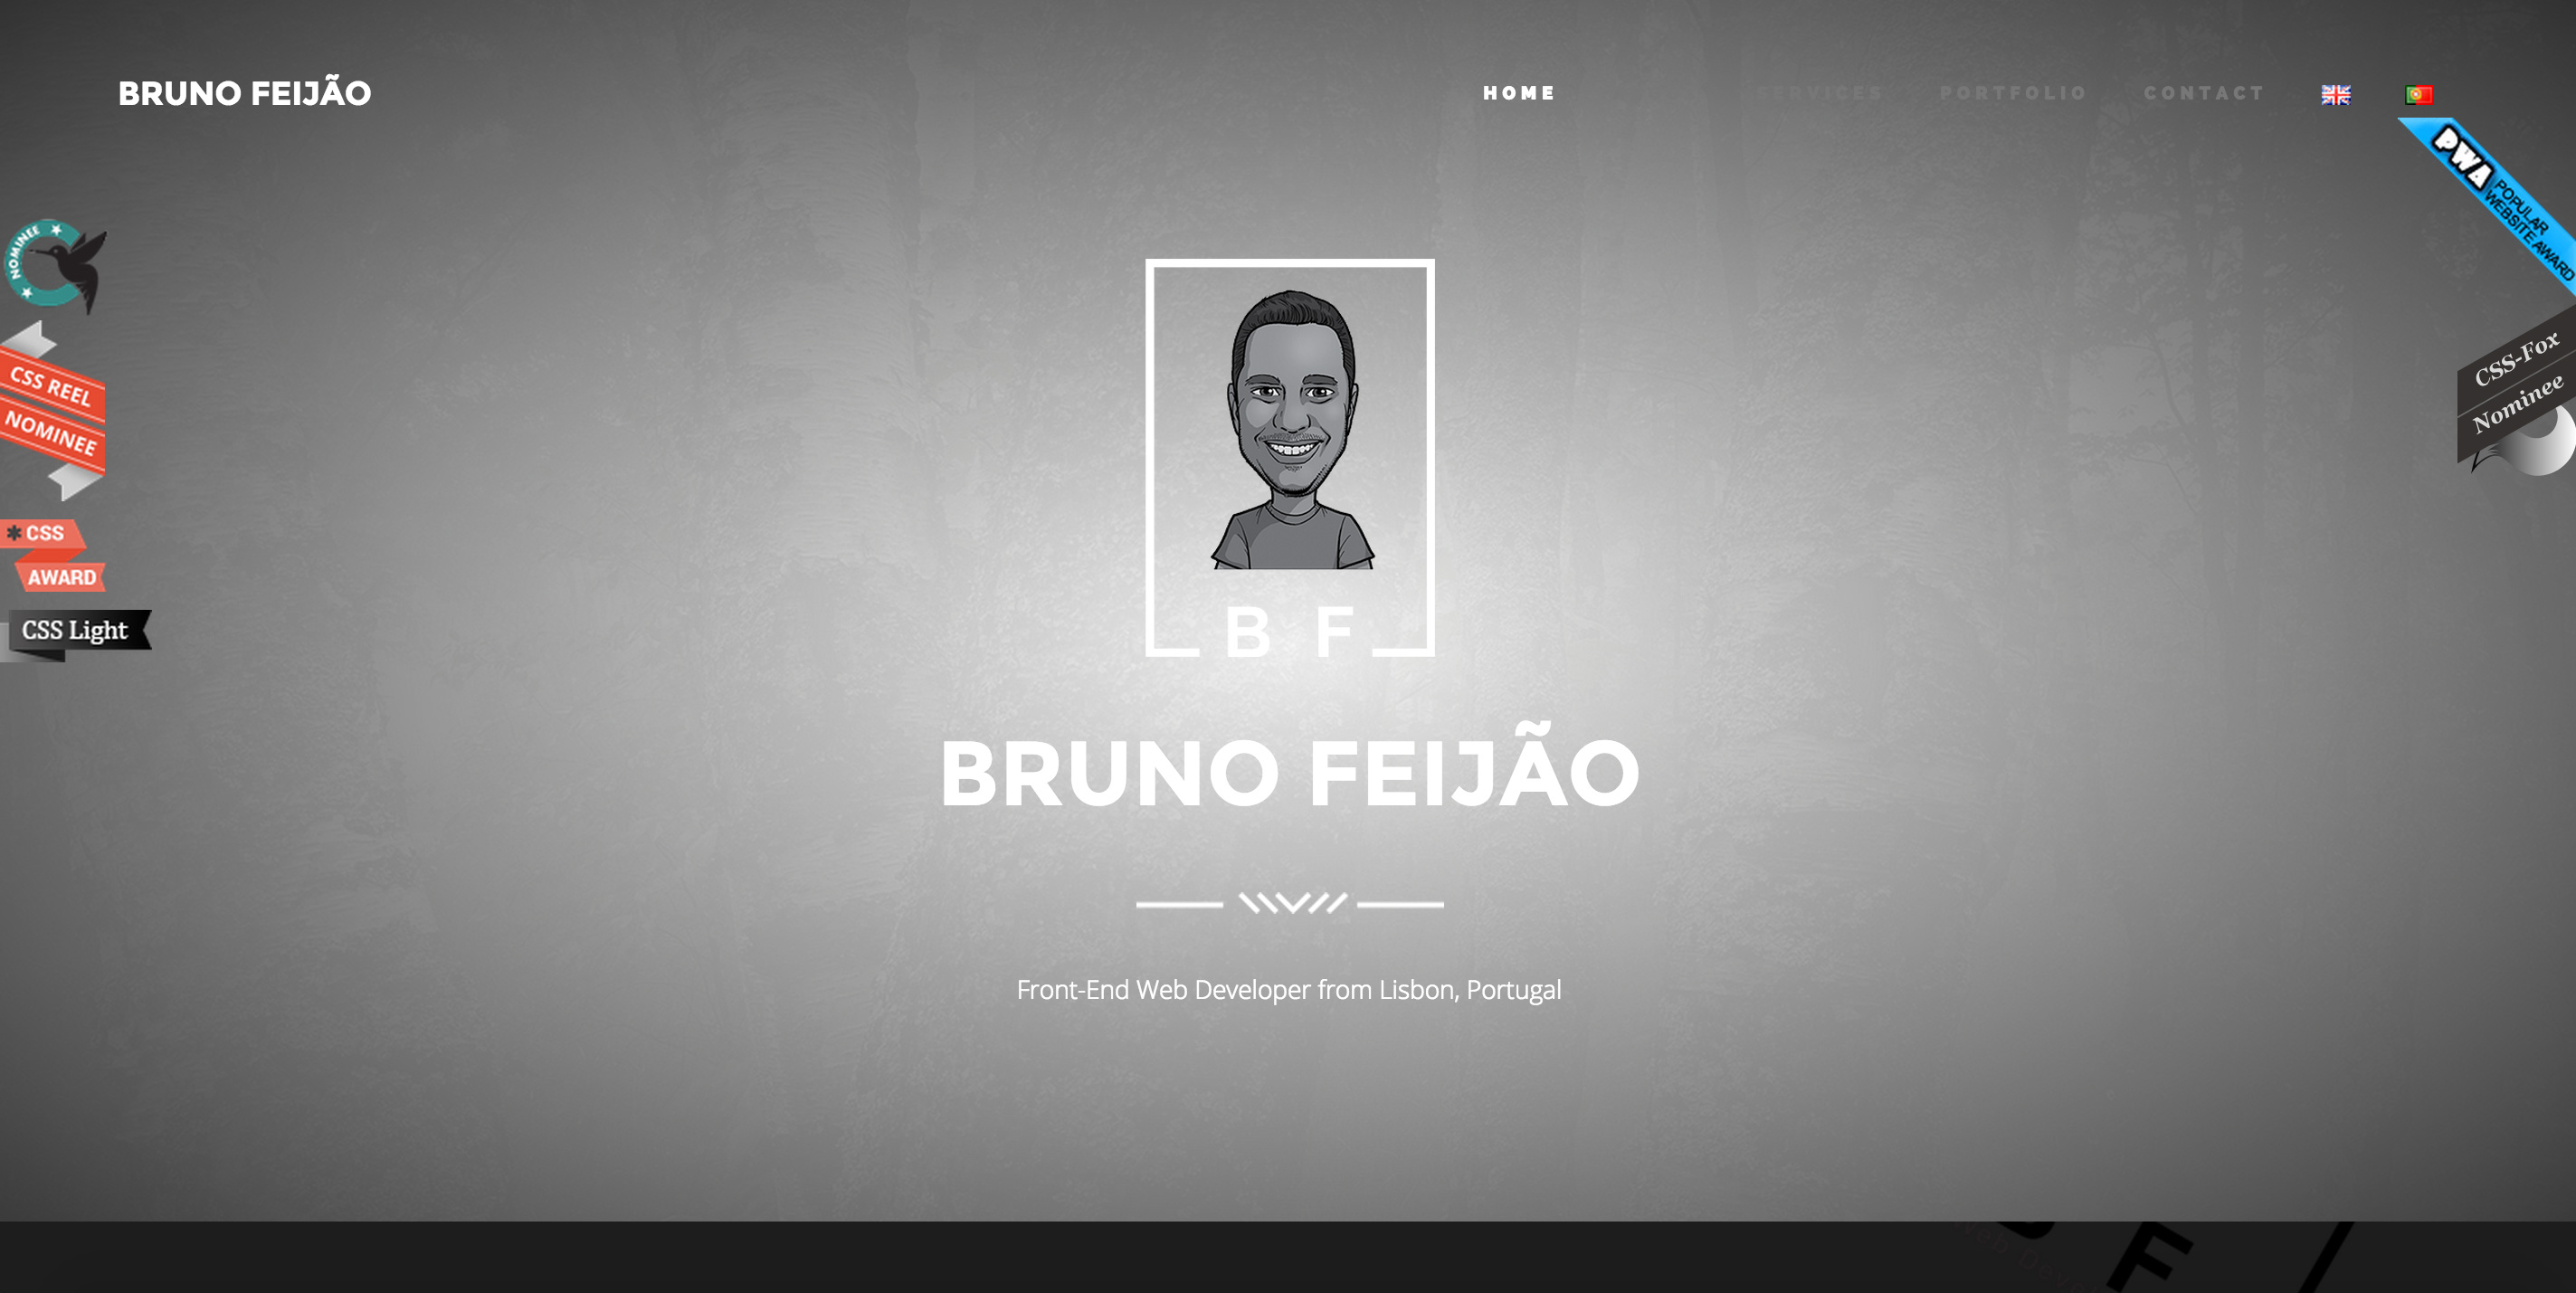 BRUNO FEIJÃO
HOME
SERVICES
PORTFOLIO
CONTACT
PWA
POPULAR
WEBSITE AWARD
NOMINEE
CSS REEL
NOMINEE
CSS-Fox
Nominee
* CSS
AWARD
CSS Light
B F
BRUNO FEIJÃO
Front-End Web Developer from Lisbon, Portugal
F